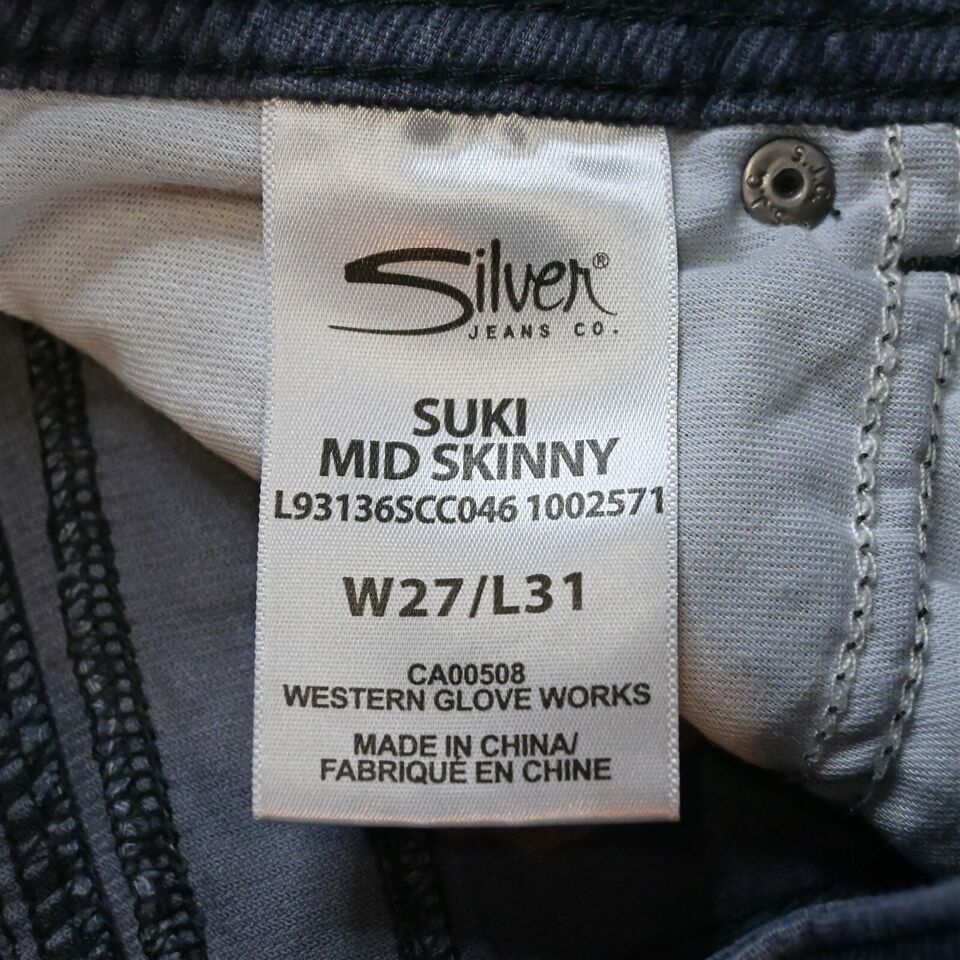 Silver®
JEANS CO.
SUKI
MID SKINNY
L93136SCC046 1002571
W27/L31
CA00508
WESTERN GLOVE WORKS
MADE IN CHINA/
FABRIQUÉ EN CHINE
S.J.C.
S.J.C.